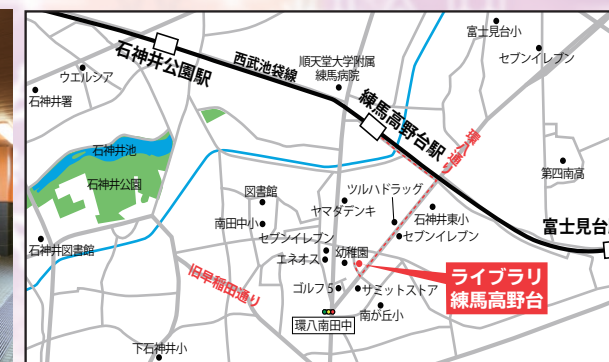 富士見台小
セブンイレブン
石神井公園駅
西武池袋線
順天堂大学附属
練馬病院
ウエルシア
石神井署
練馬高野台駅
環八通り
石神井池
石神井公園
第四南高
図書館
ツルハドラッグ
ヤマダデンキ
石神井東小
南田中小
セブンイレブン
セブンイレブン
富士見台
石神井図書館
幼稚園
エネオス
旧早稲田通り
ゴルフ5
サミットストア
ライブラリ
練馬高野台
南が丘小
環八南田中
下石神井小